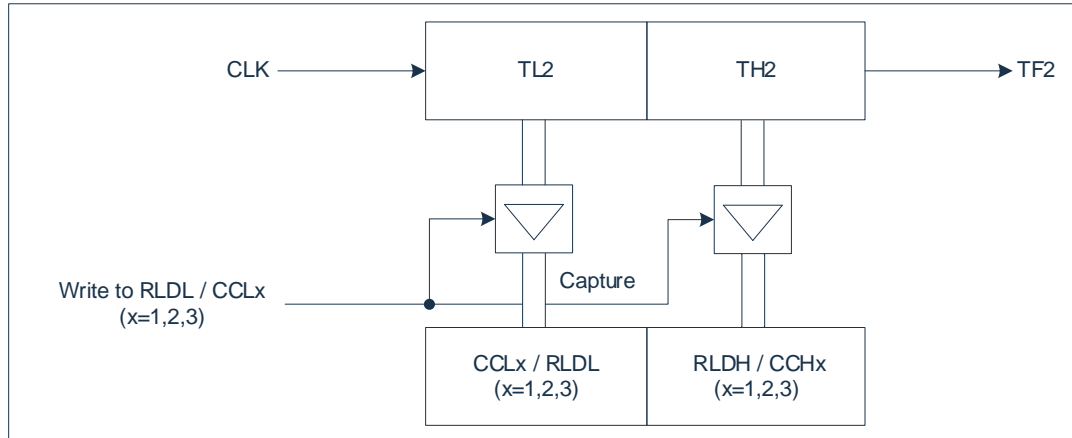 CLK
TL2
TH2
TF2
Capture
Write to RLDL / CCLx
(x=1,2,3)
CCLx / RLDL
(x=1,2,3)
RLDH / CCHx
(x=1,2,3)